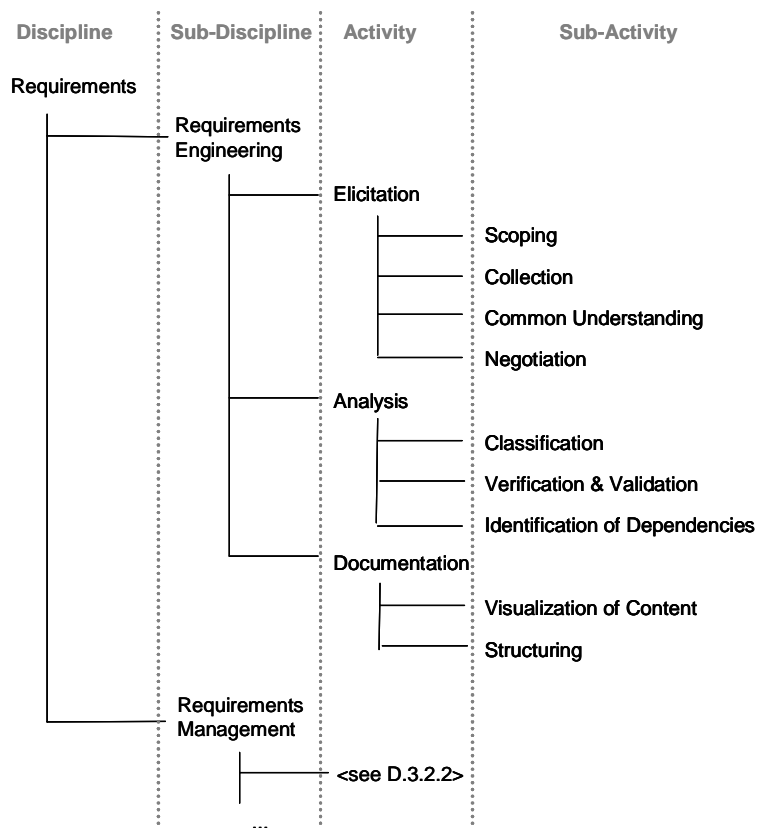 Discipline
Sub-Discipline
Activity
Sub-Activity
Requirements
Requirements
Engineering
Elicitation
Scoping
Collection
Common Understanding
Negotiation
Analysis
Classification
Verification & Validation
Identification of Dependencies
Documentation
Visualization of Content
Structuring
Requirements
Management
<see D.3.2.2>
...